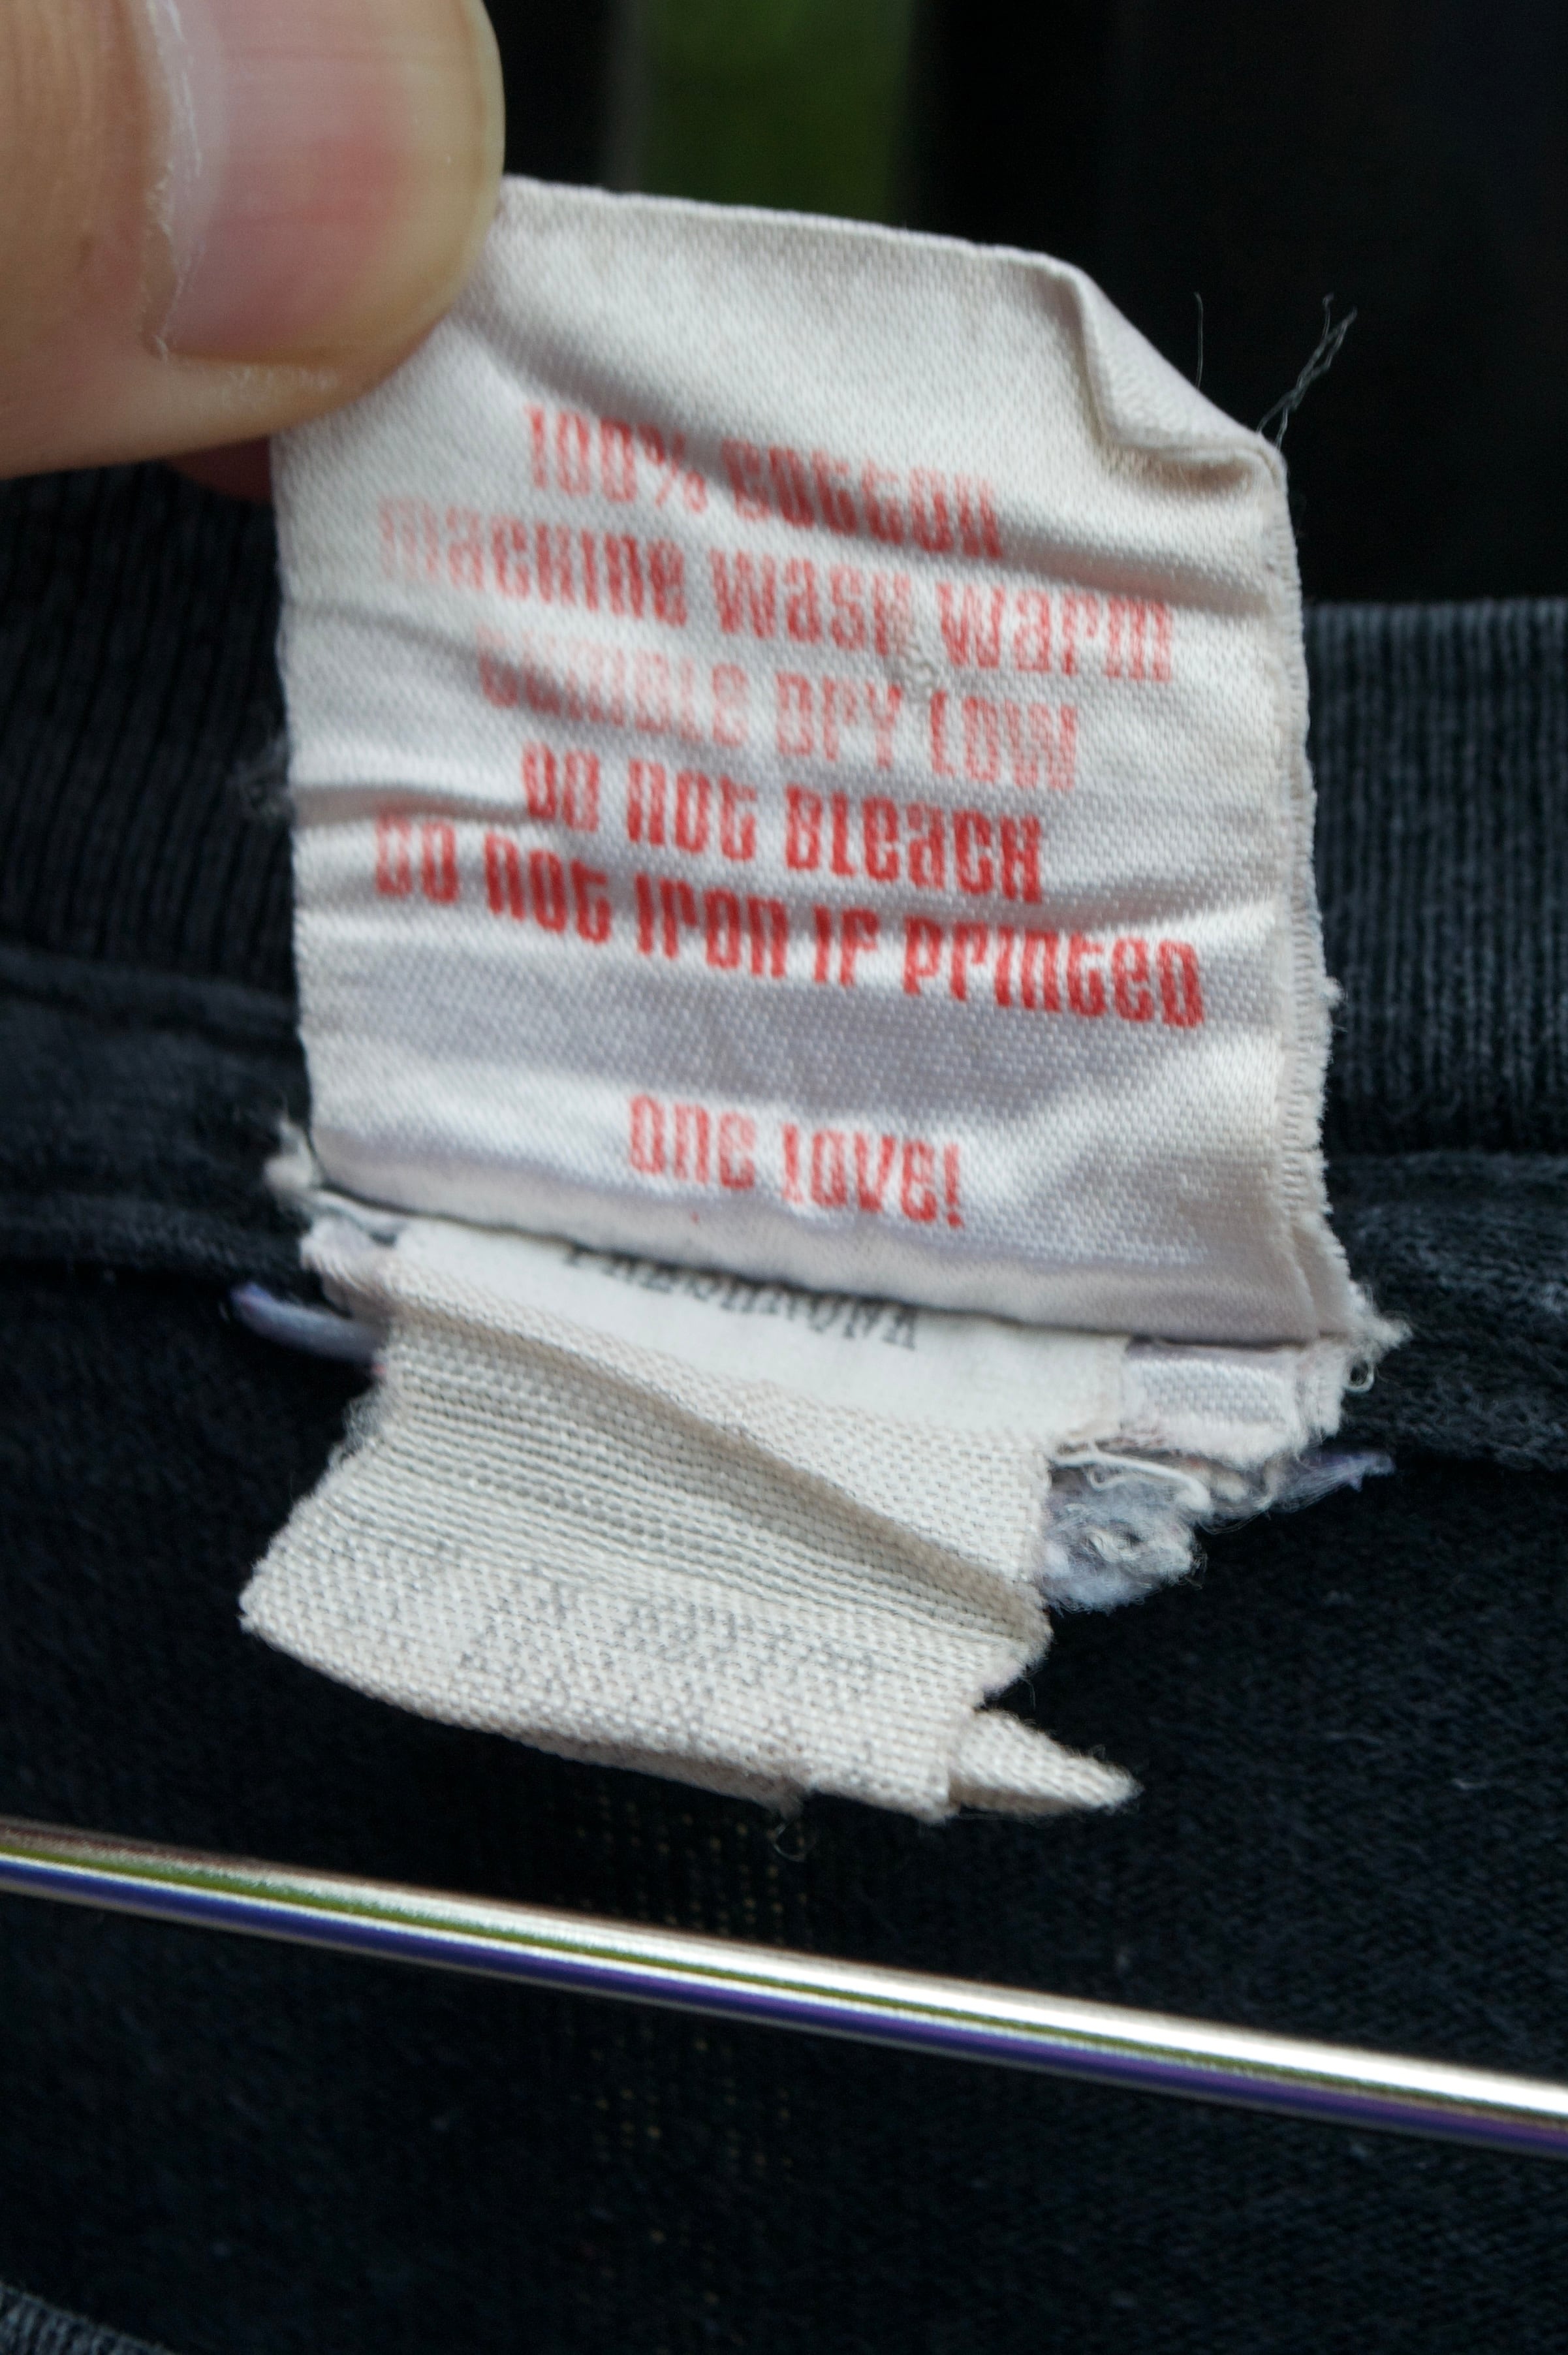 100% cotton
machine wash warm
tumble dry low
do not bleach
do not iron if printed
one love!